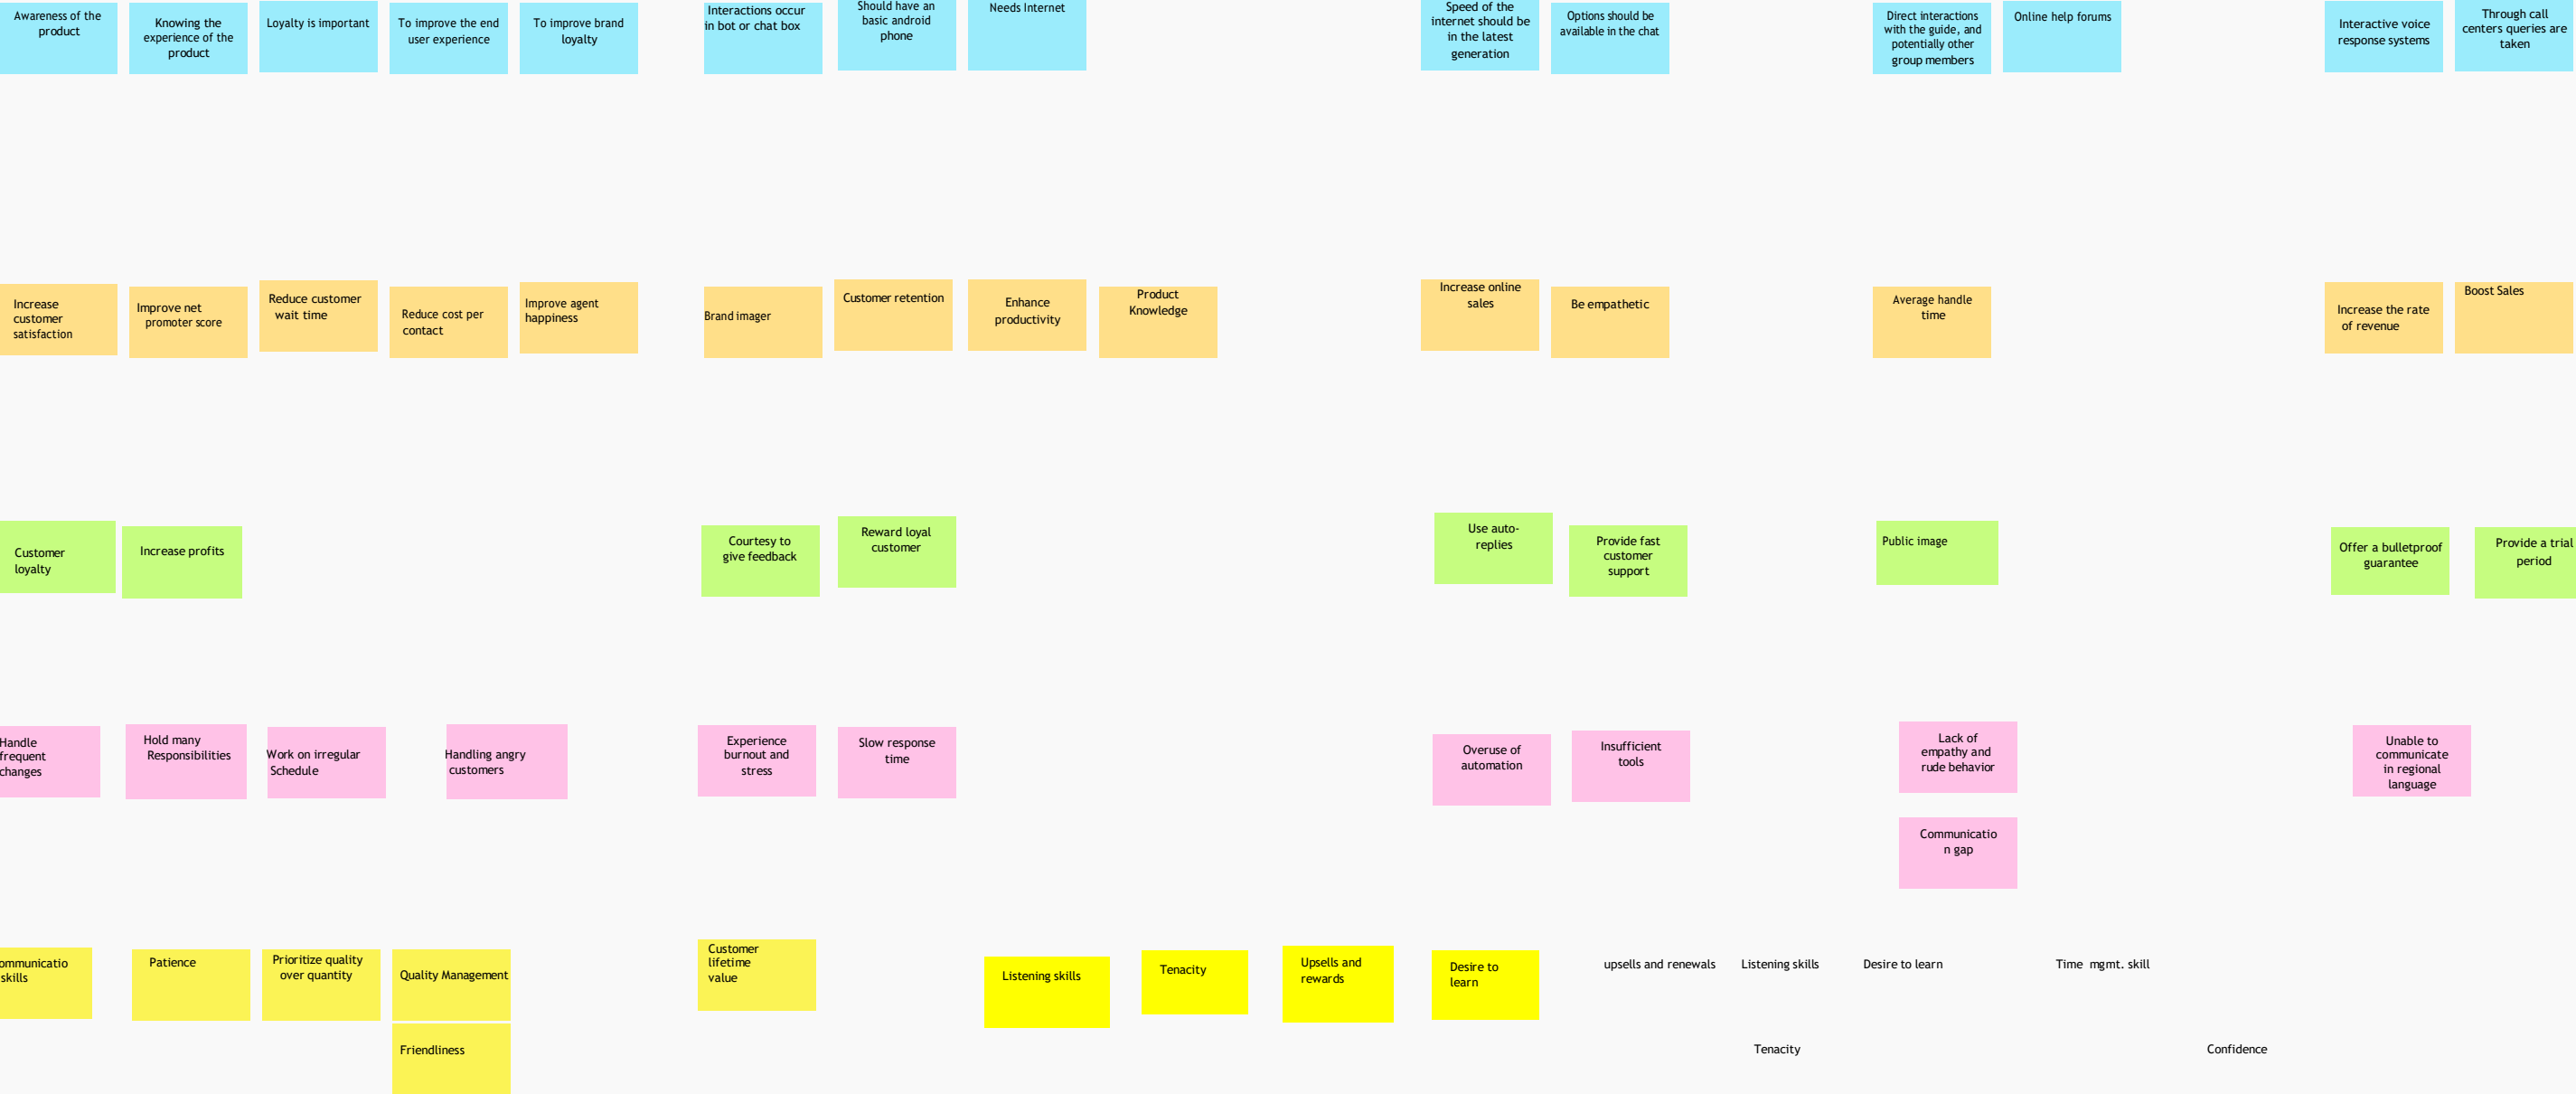 Awareness of the
product
Knowing the
experience of the
product
Loyalty is important
To improve the end
user experience
To improve brand
loyalty
Interactions occur
in bot or chat box
Should have an
basic android
phone
Needs Internet
Speed of the
internet should be
in the latest
generation
Options should be
available in the chat
Direct interactions
with the guide, and
potentially other
group members
Online help forums
Interactive voice
response systems
Through call
centers queries are
taken
Increase
customer
satisfaction
Improve net
promoter score
Reduce customer
wait time
Reduce cost per
contact
Improve agent
happiness
Brand imager
Customer retention
Enhance
productivity
Product
Knowledge
Increase online
sales
Be empathetic
Average handle
time
Increase the rate
of revenue
Boost Sales
Customer
loyalty
Increase profits
Courtesy to
give feedback
Reward loyal
customer
Use auto-
replies
Provide fast
customer
support
Public image
Offer a bulletproof
guarantee
Provide a trial
period
Handle
frequent
changes
Hold many
Responsibilities
Work on irregular
Schedule
Handling angry
customers
Experience
burnout and
stress
Slow response
time
Overuse of
automation
Insufficient
tools
Lack of
empathy and
rude behavior
Unable to
communicate
in regional
language
Communicatio
n gap
ommunicatio
skills
Patience
Prioritize quality
over quantity
Quality Management
Customer
lifetime
value
Listening skills
Tenacity
Upsells and
rewards
Desire to
learn
upsells and renewals
Listening skills
Desire to learn
Time mgmt. skill
Friendliness
Tenacity
Confidence